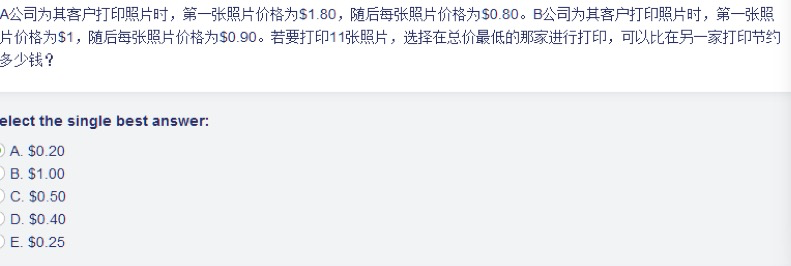 A公司为其客户打印照片时，第一张照片价格为$1.80，随后每张照片价格为$0.80。B公司为其客户打印照片时，第一张照
片价格为$1，随后每张照片价格为$0.90。若要打印11张照片，选择在总价最低的那家进行打印，可以比在另一家打印节约
多少钱？
elect the single best answer:
A. $0.20
B. $1.00
C. $0.50
D. $0.40
E. $0.25